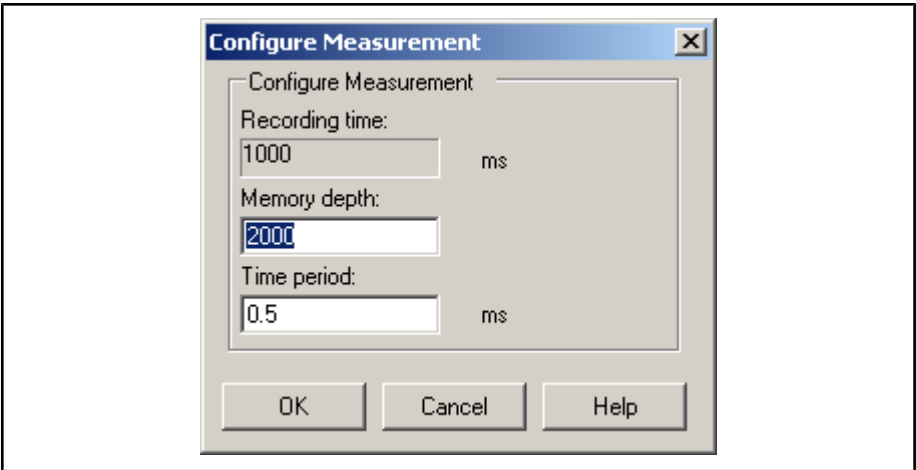 Configure Measurement
Configure Measurement
Recording time:
1000 ms
Memory depth:
2000
Time period:
0.5 ms
OK Cancel Help